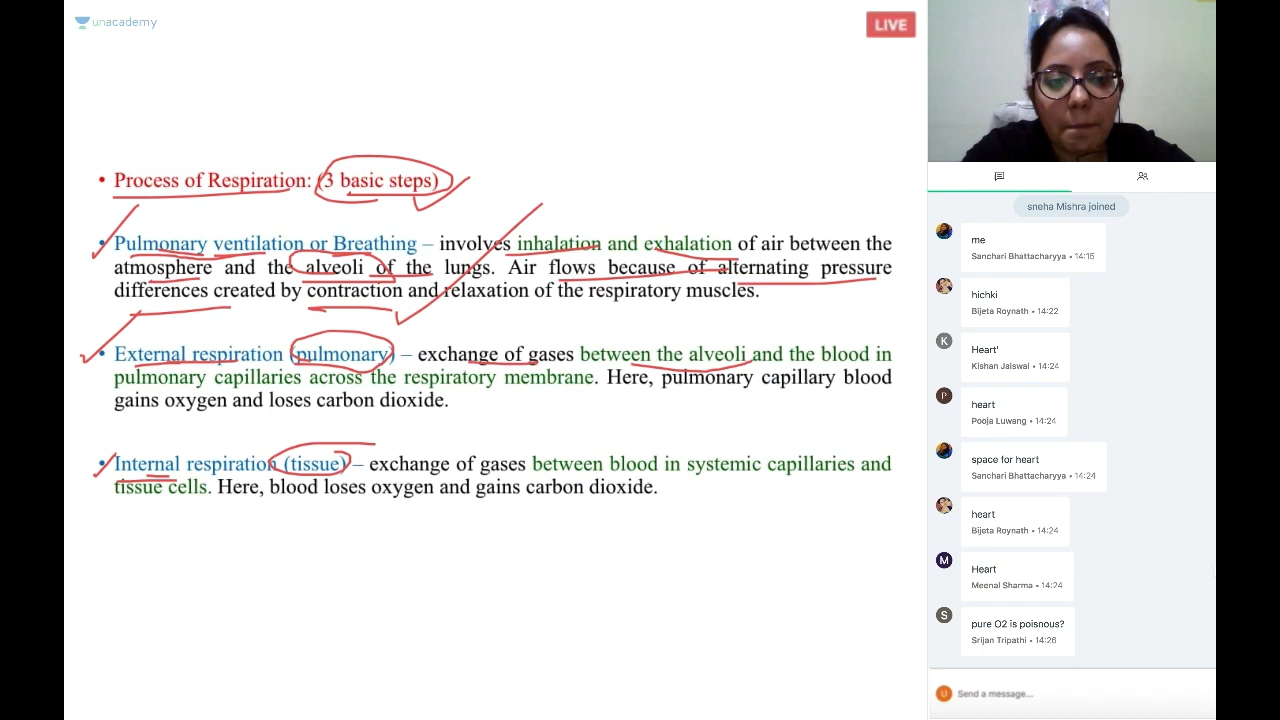 unacademy
LIVE
• Process of Respiration: (3 basic steps)
• Pulmonary ventilation or Breathing – involves inhalation and exhalation of air between the
atmosphere and the alveoli of the lungs. Air flows because of alternating pressure
differences created by contraction and relaxation of the respiratory muscles.
• External respiration (pulmonary) – exchange of gases between the alveoli and the blood in
pulmonary capillaries across the respiratory membrane. Here, pulmonary capillary blood
gains oxygen and loses carbon dioxide.
• Internal respiration (tissue) – exchange of gases between blood in systemic capillaries and
tissue cells. Here, blood loses oxygen and gains carbon dioxide.
sneha Mishra joined
me
Sanchari Bhattacharyya • 14:15
hichki
Bijeta Roynath • 14:22
K
Heart'
Kishan Jaiswal • 14:24
P
heart
Pooja Luwang • 14:24
space for heart
Sanchari Bhattacharyya • 14:24
heart
Bijeta Roynath • 14:24
M
Heart
Meenal Sharma • 14:24
S
pure O2 is poisnous?
Srijan Tripathi • 14:26
U
Send a message...